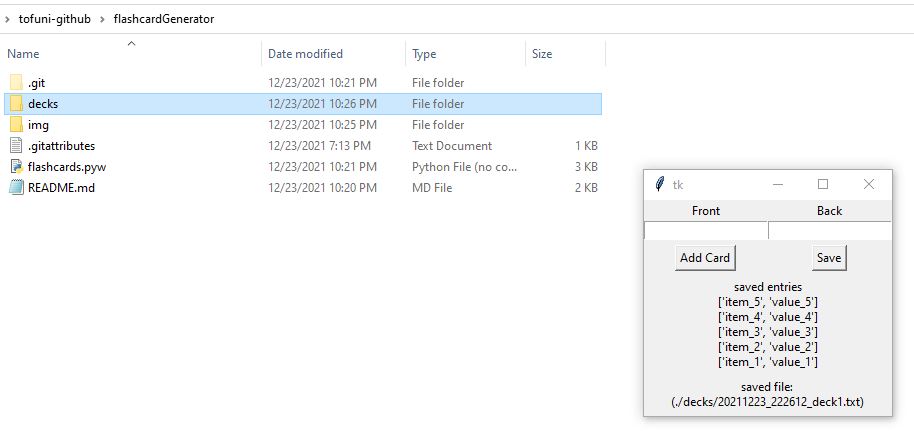 tofuni-github > flashcardGenerator
Name Date modified Type Size
.git 12/23/2021 10:21 PM File folder
decks 12/23/2021 10:26 PM File folder
img 12/23/2021 10:25 PM File folder
.gitattributes 12/23/2021 7:13 PM Text Document 1 KB
flashcards.pyw 12/23/2021 10:21 PM Python File (no co... 3 KB
README.md 12/23/2021 10:20 PM MD File 2 KB
tk
Front Back
Add Card Save
saved entries
['item_5', 'value_5']
['item_4', 'value_4']
['item_3', 'value_3']
['item_2', 'value_2']
['item_1', 'value_1']
saved file:
(./decks/20211223_222612_deck1.txt)